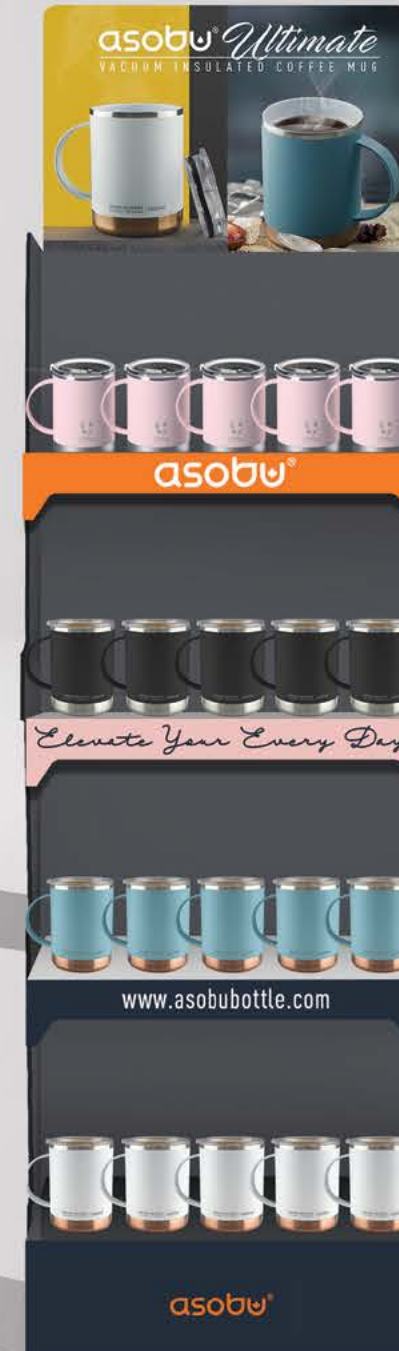 asobu® Ultimate
VACUUM INSULATED COFFEE MUG
asobu®
Elevate Your Every Day
www.asobubottle.com
asobu®